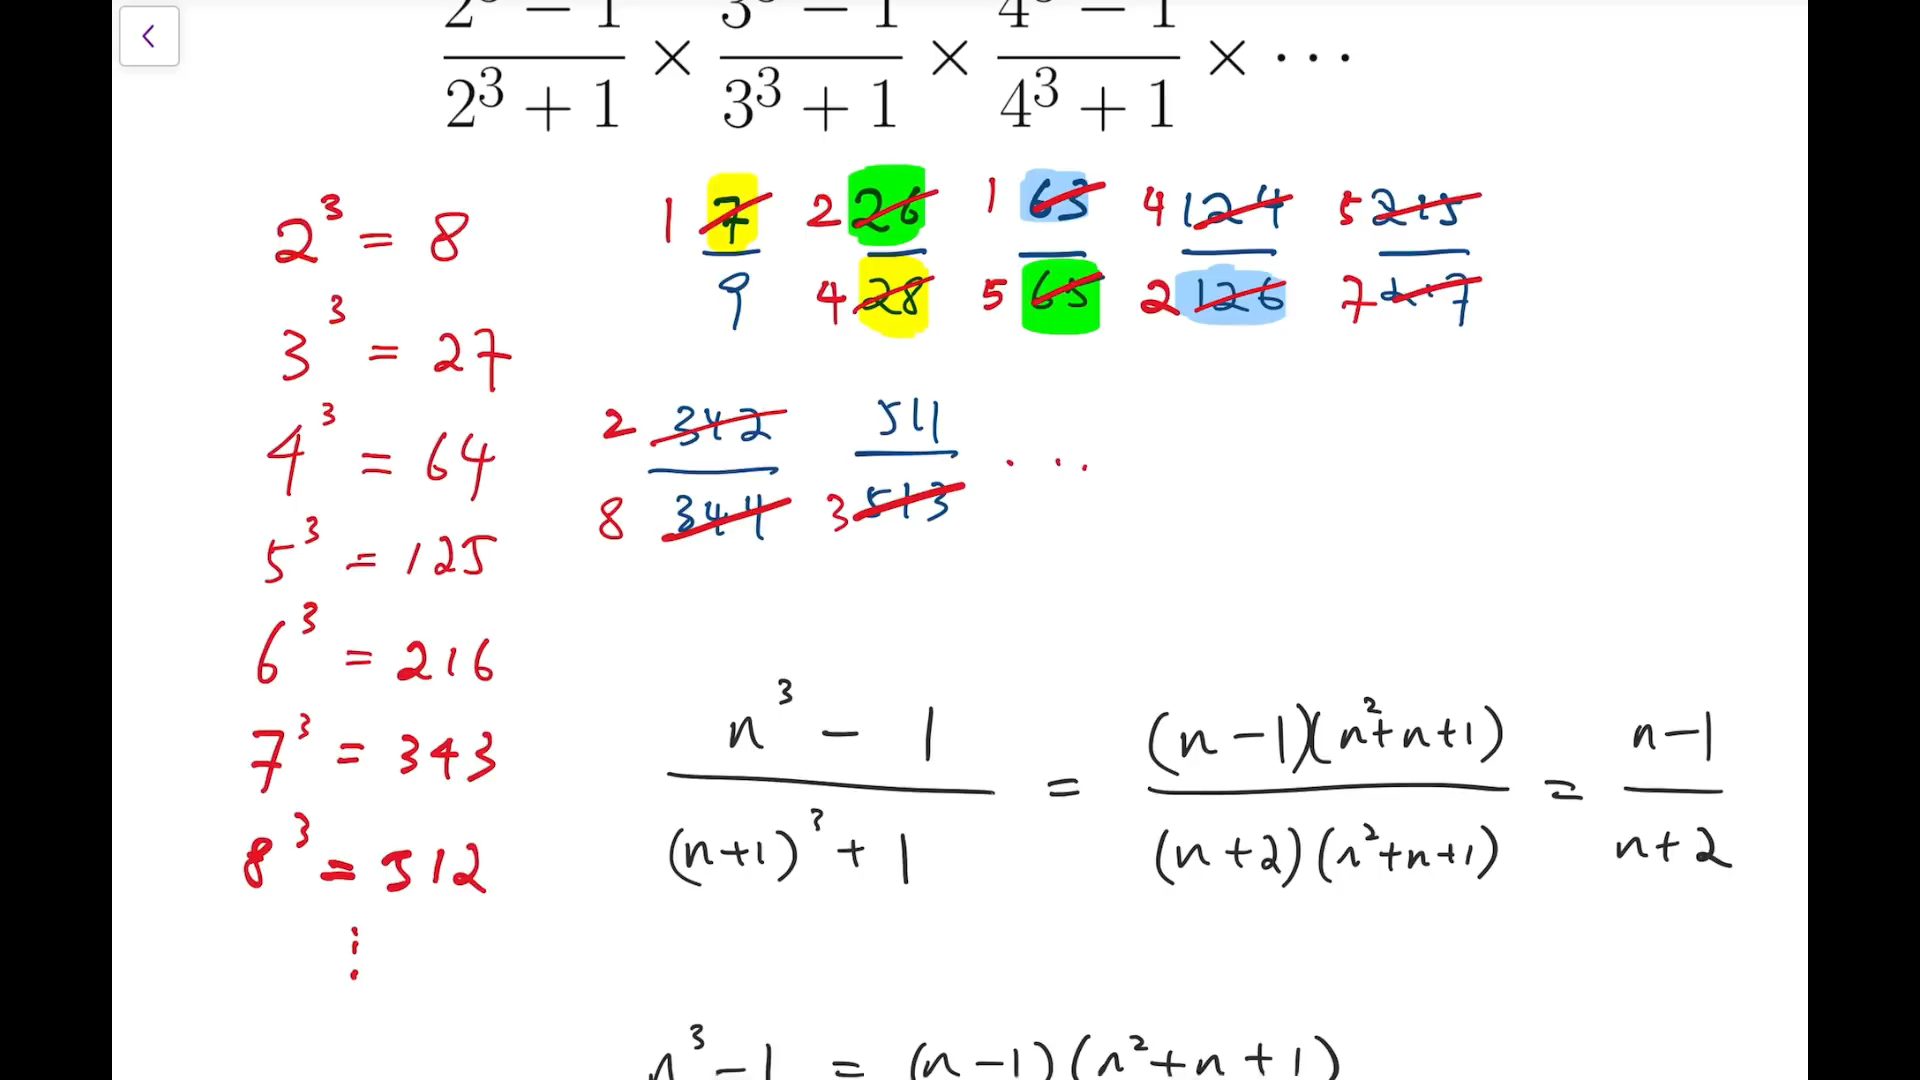 2³ − 1 / 2³ + 1 × 3³ − 1 / 3³ + 1 × 4³ − 1 / 4³ + 1 × ⋯
2³ = 8
3³ = 27
4³ = 64
5³ = 125
6³ = 216
7³ = 343
8³ = 512
⋮
1 7 2 26 1 63 4 124 5 215
9 4 28 5 65 2 126 7 217
2 342 511
8 344 3 513 ...
n³ − 1 / (n+1)³ + 1 = (n−1)(n²+n+1) / (n+2)(n²+n+1) = n−1 / n+2
n³ − 1 = (n−1)(n²+n+1)